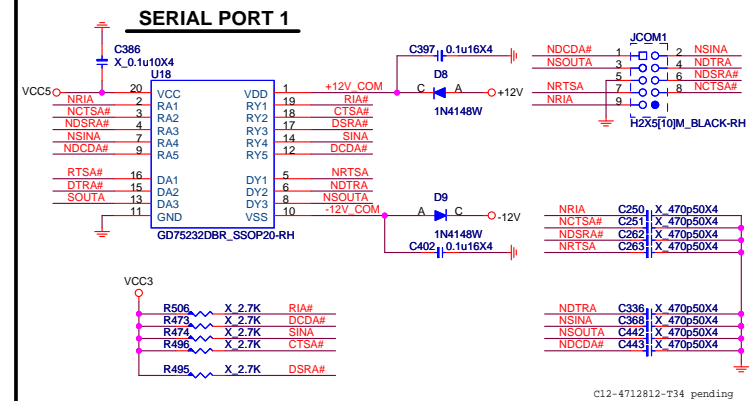 SERIAL PORT 1
C386
X_0.1u10X4
U18
VCC5
20 VCC VDD 1 +12V_COM
NRIA 2 RA1 RY1 19 RIA#
NCTSA# 3 RA2 RY2 18 CTSA#
NDSRA# 4 RA3 RY3 17 DSRA#
NSINA 7 RA4 RY4 14 SINA
NDCDA# 9 RA5 RY5 12 DCDA#
RTSA# 16 DA1 DY1 5 NRTSA
DTRA# 15 DA2 DY2 6 NDTRA
SOUTA 13 DA3 DY3 8 NSOUTA
11 GND VSS 10 -12V_COM
GD75232DBR_SSOP20-RH
C397 0.1u16X4
D8
C A +12V
1N4148W
D9
A C -12V
1N4148W
C402 0.1u16X4
JCOM1
NDCDA# 1 2 NSINA
NSOUTA 3 4 NDTRA
5 6 NDSRA#
NRTSA 7 8 NCTSA#
NRIA 9
H2X5[10]M_BLACK-RH
NRIA C250 X_470p50X4
NCTSA# C251 X_470p50X4
NDSRA# C262 X_470p50X4
NRTSA C263 X_470p50X4
NDTRA C336 X_470p50X4
NSINA C368 X_470p50X4
NSOUTA C442 X_470p50X4
NDCDA# C443 X_470p50X4
VCC3
R506 X_2.7K RIA#
R473 X_2.7K DCDA#
R474 X_2.7K SINA
R496 X_2.7K CTSA#
R495 X_2.7K DSRA#
C12-4712812-T34 pending